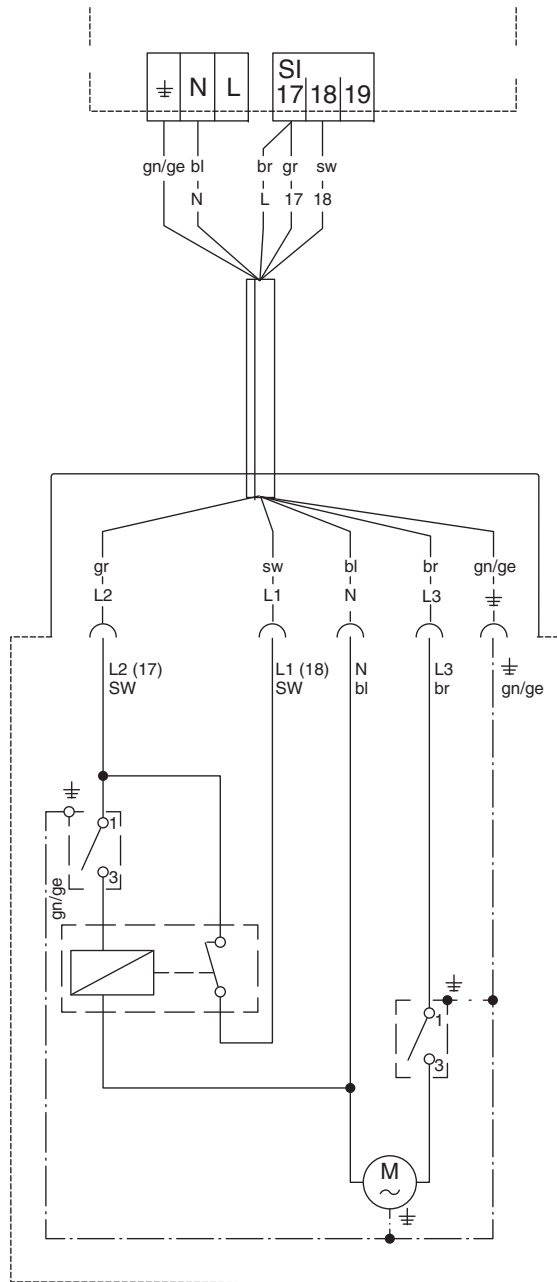 SI
N L 17 18 19
gn/ge bl br gr sw
N L 17 18
gr sw bl br gn/ge
L2 L1 N L3
L2 (17) L1 (18) N L3
SW SW bl br gn/ge
1
3
gn/ge
1
3
M
~